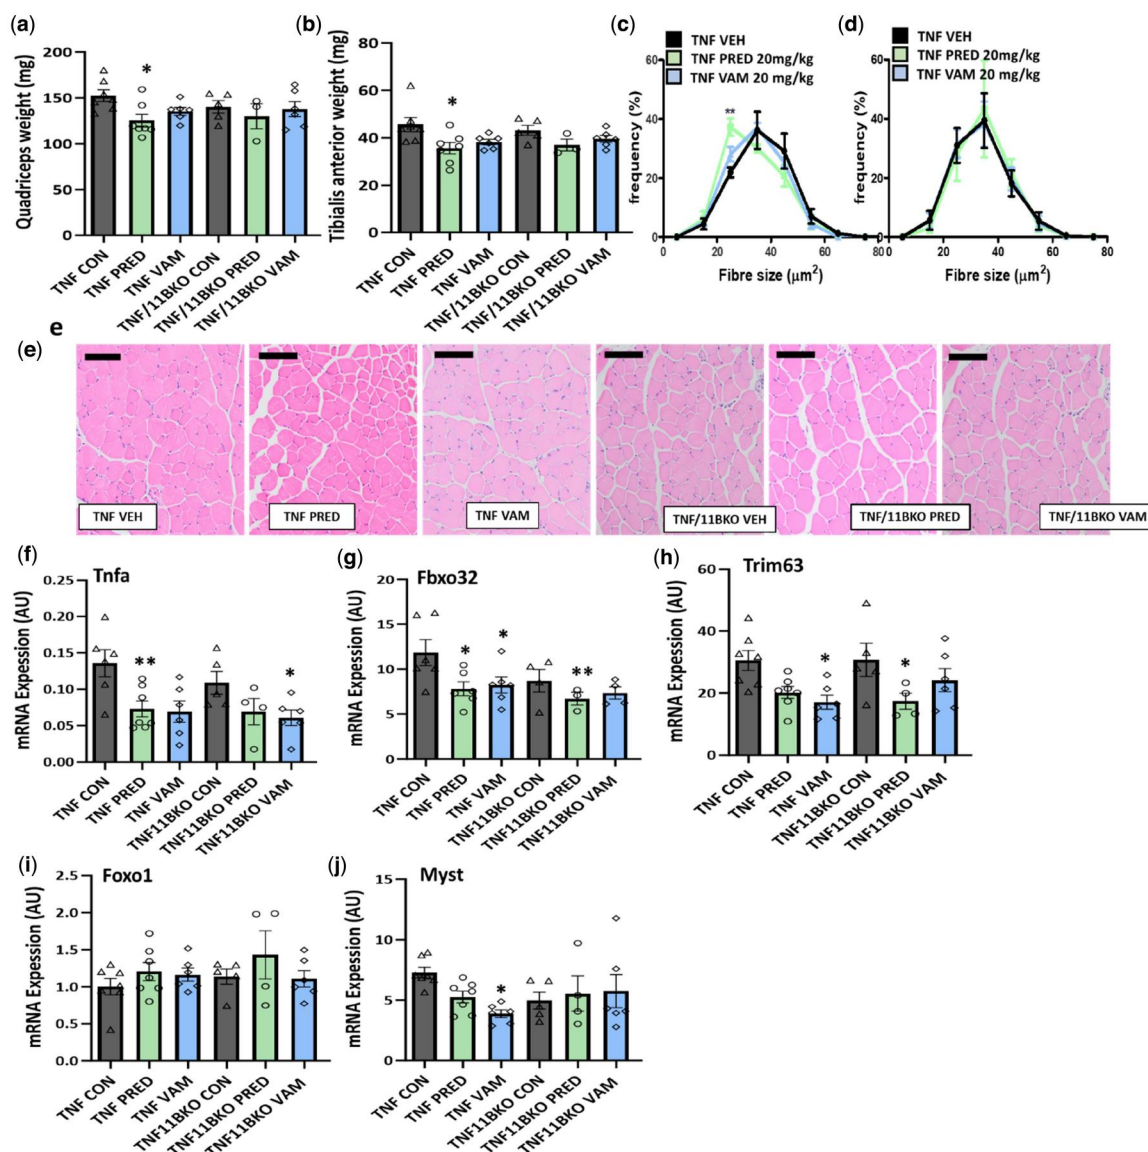 (a)
Quadriceps weight (mg)
200
150
100
50
0
*
TNF CON
TNF PRED
TNF VAM
TNF/11BKO CON
TNF/11BKO PRED
TNF/11BKO VAM
(b)
Tibialis anterior weight (mg)
80
60
40
20
0
*
TNF CON
TNF PRED
TNF VAM
TNF/11BKO CON
TNF/11BKO PRED
TNF/11BKO VAM
(c)
TNF VEH
TNF PRED 20mg/kg
TNF VAM 20 mg/kg
frequency (%)
60
40
20
0
**
0 20 40 60 80
Fibre size (μm²)
(d)
TNF VEH
TNF PRED 20mg/kg
TNF VAM 20 mg/kg
frequency (%)
60
40
20
0
0 20 40 60 80
Fibre size (μm²)
e
(e)
TNF VEH
TNF PRED
TNF VAM
TNF/11BKO VEH
TNF/11BKO PRED
TNF/11BKO VAM
(f)
Tnfa
mRNA Expession (AU)
0.25
0.20
0.15
0.10
0.05
0.00
**
*
TNF CON
TNF PRED
TNF VAM
TNF11BKO CON
TNF11BKO PRED
TNF11BKO VAM
(g)
Fbxo32
mRNA Expession (AU)
20
15
10
5
0
*
*
**
TNF CON
TNF PRED
TNF VAM
TNF11BKO CON
TNF11BKO PRED
TNF11BKO VAM
(h)
Trim63
mRNA Expession (AU)
60
40
20
0
*
*
TNF CON
TNF PRED
TNF VAM
TNF11BKO CON
TNF11BKO PRED
TNF11BKO VAM
(i)
Foxo1
mRNA Expession (AU)
2.5
2.0
1.5
1.0
0.5
0.0
TNF CON
TNF PRED
TNF VAM
TNF11BKO CON
TNF11BKO PRED
TNF11BKO VAM
(j)
Myst
mRNA Expession (AU)
15
10
5
0
*
TNF CON
TNF PRED
TNF VAM
TNF11BKO CON
TNF11BKO PRED
TNF11BKO VAM